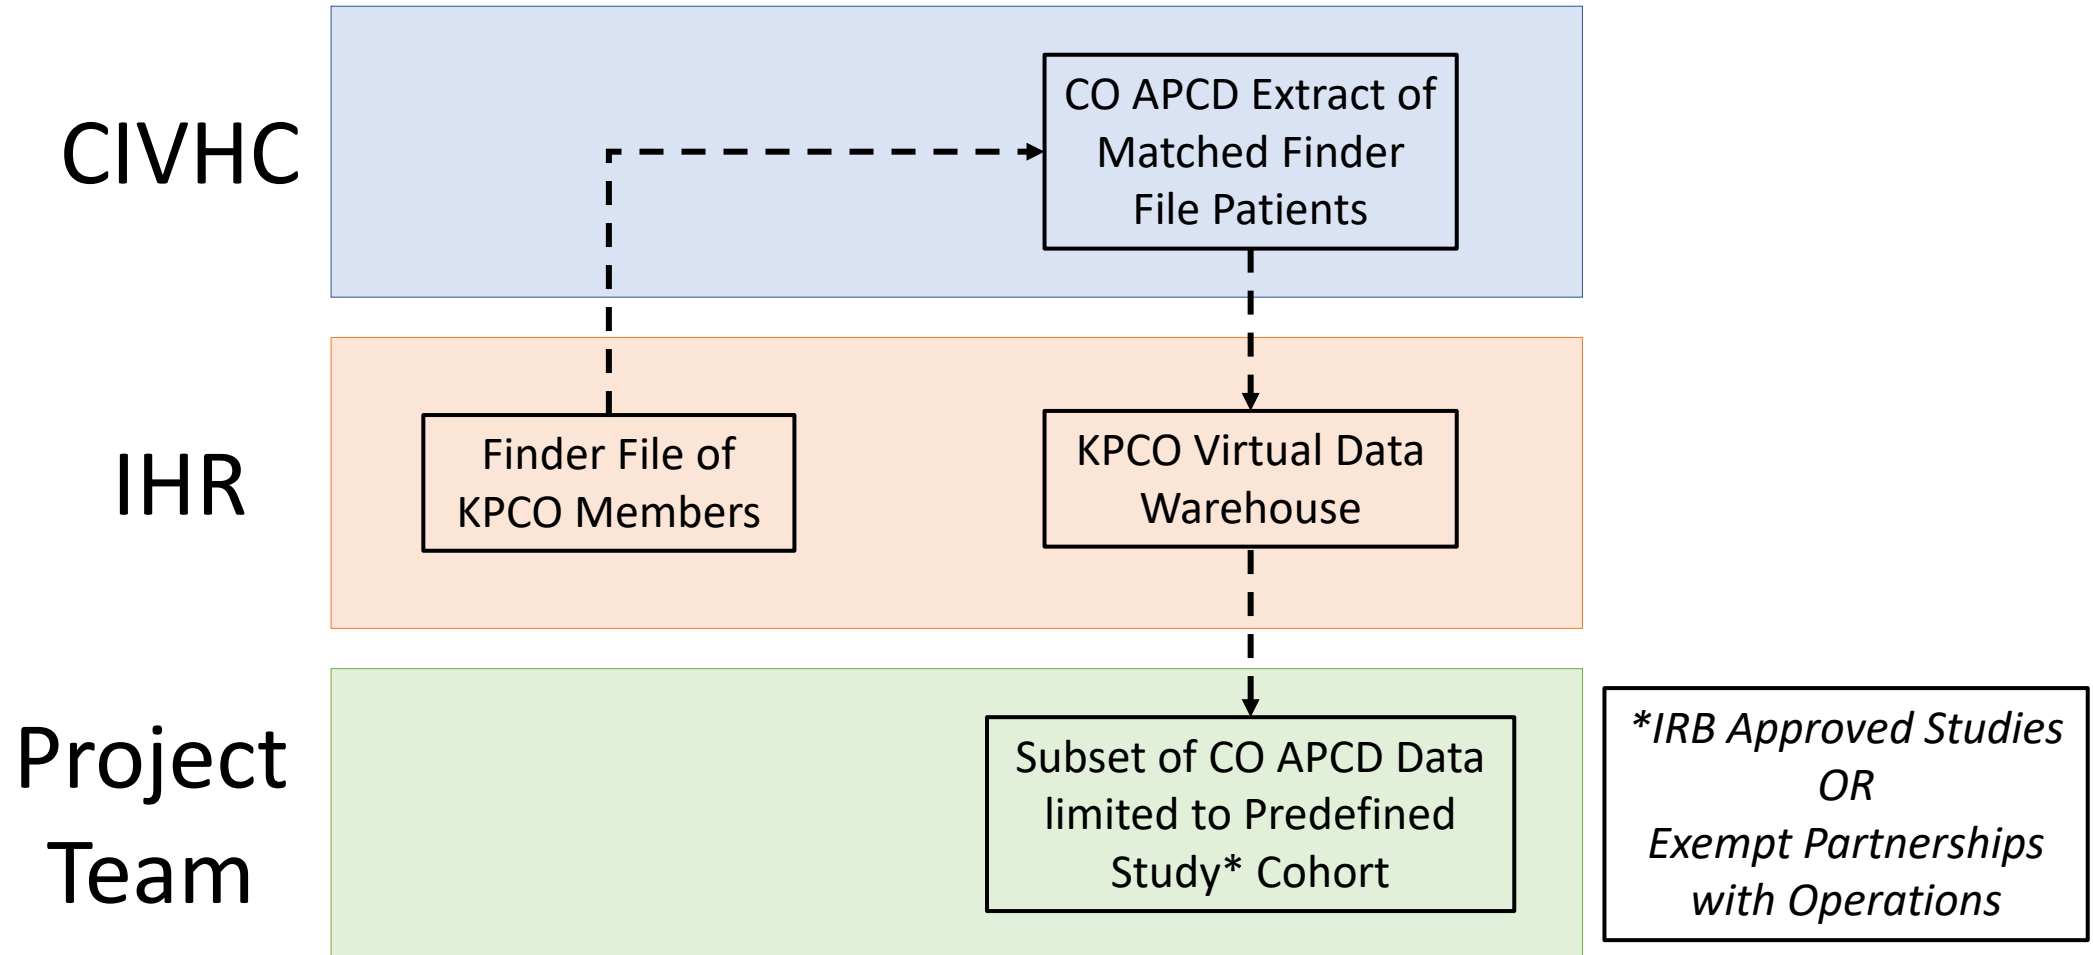 CIVHC
CO APCD Extract of
Matched Finder
File Patients
IHR
Finder File of
KPCO Members
KPCO Virtual Data
Warehouse
Project
Team
Subset of CO APCD Data
limited to Predefined
Study* Cohort
*IRB Approved Studies
OR
Exempt Partnerships
with Operations